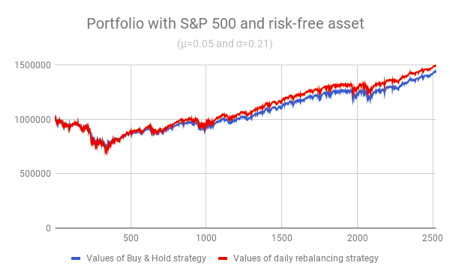 Portfolio with S&P 500 and risk-free asset
(μ=0.05 and σ=0.21)
1500000
1000000
500000
0
500 1000 1500 2000 2500
Values of Buy & Hold strategy Values of daily rebalancing strategy